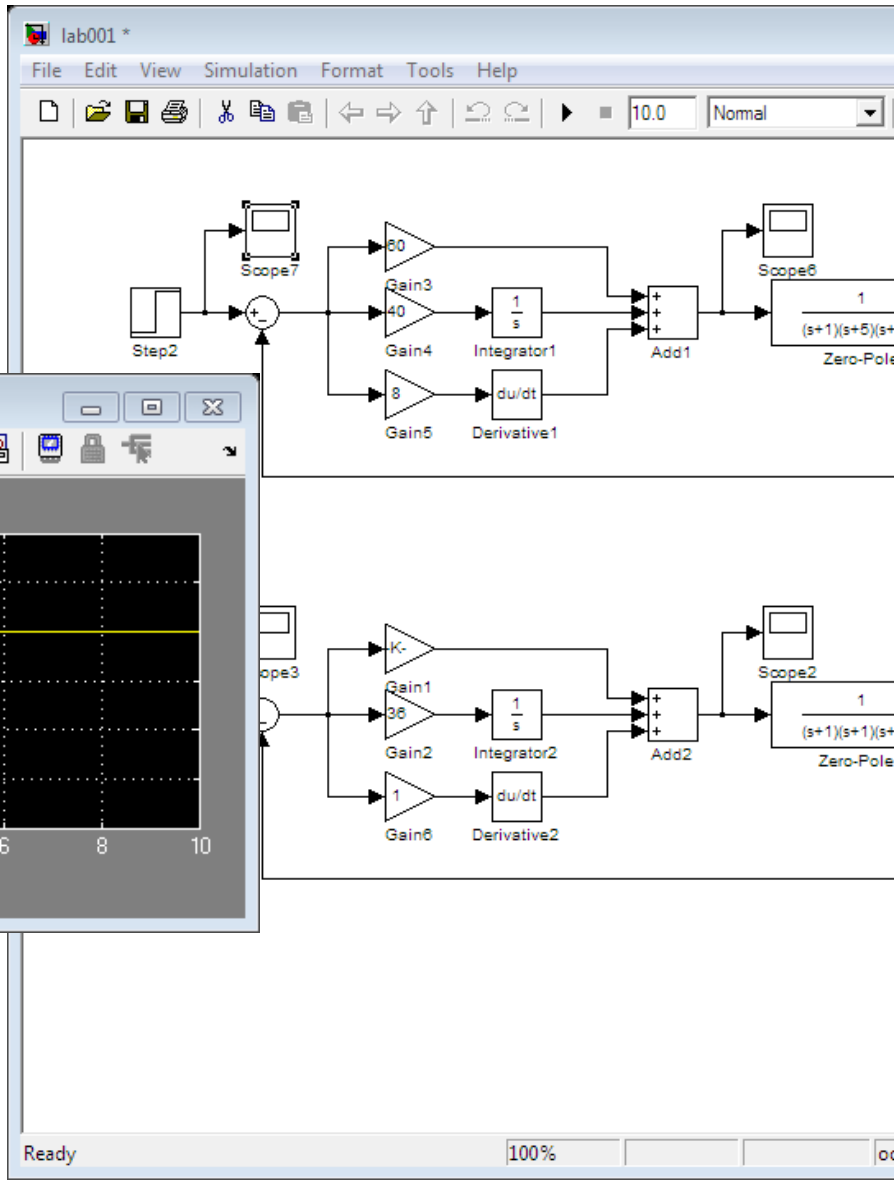 lab001 *
File Edit View Simulation Format Tools Help
10.0 Normal
Scope7
60
Gain3
Scope6
Step2
+
-
40
Gain4
1
s
Integrator1
+
+
+
Add1
1
(s+1)(s+5)(s+
Zero-Pole
8
Gain5
du/dt
Derivative1
6 8 10
ope3
K-
Gain1
Scope2
-
36
Gain2
1
s
Integrator2
+
+
+
Add2
1
(s+1)(s+1)(s+
Zero-Pole
1
Gain6
du/dt
Derivative2
Ready 100%